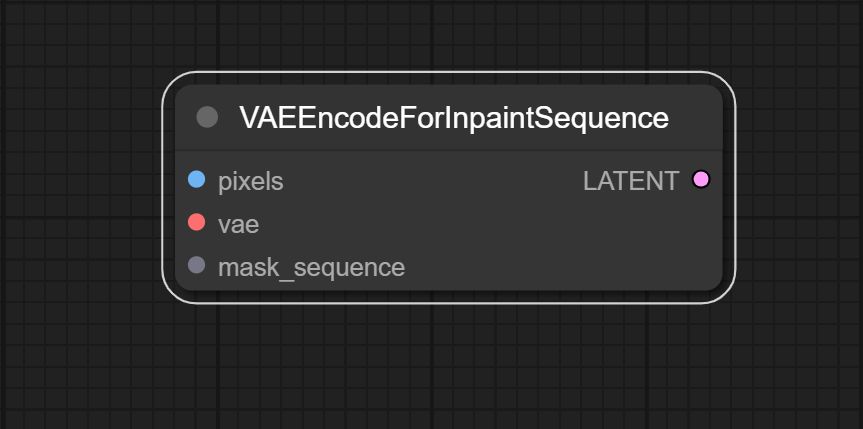 VAEEncodeForInpaintSequence
pixels LATENT
vae
mask_sequence